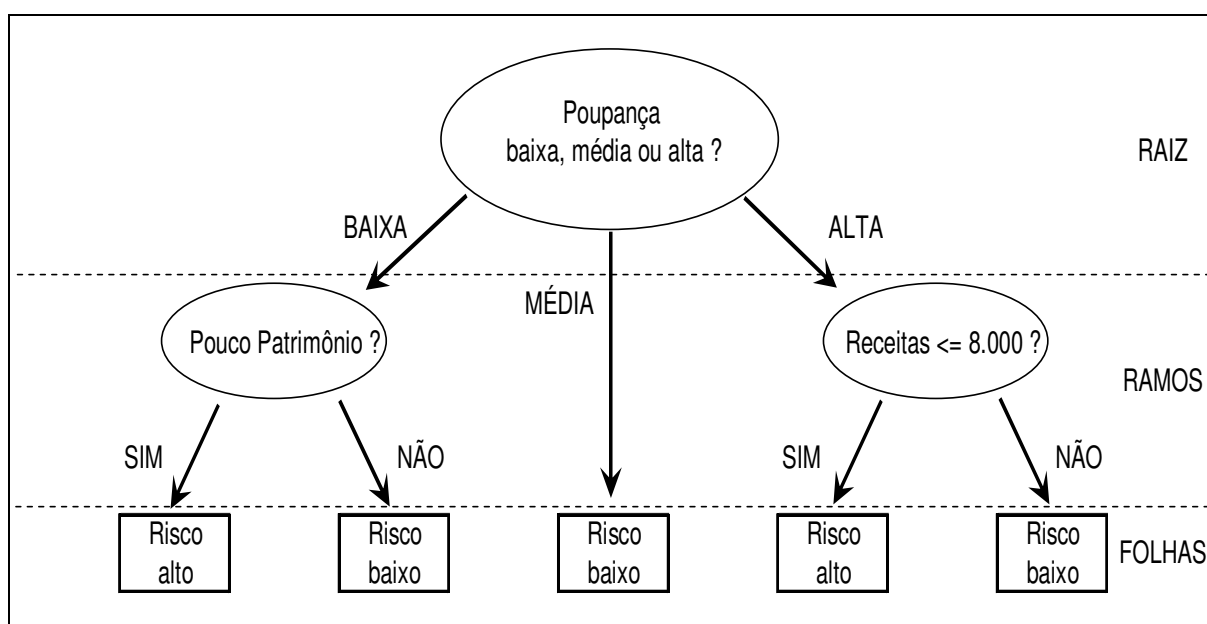 Poupança
baixa, média ou alta ?
RAIZ
BAIXA
ALTA
MÉDIA
Pouco Patrimônio ?
Receitas <= 8.000 ?
RAMOS
SIM
NÃO
SIM
NÃO
Risco
alto
Risco
baixo
Risco
baixo
Risco
alto
Risco
baixo
FOLHAS